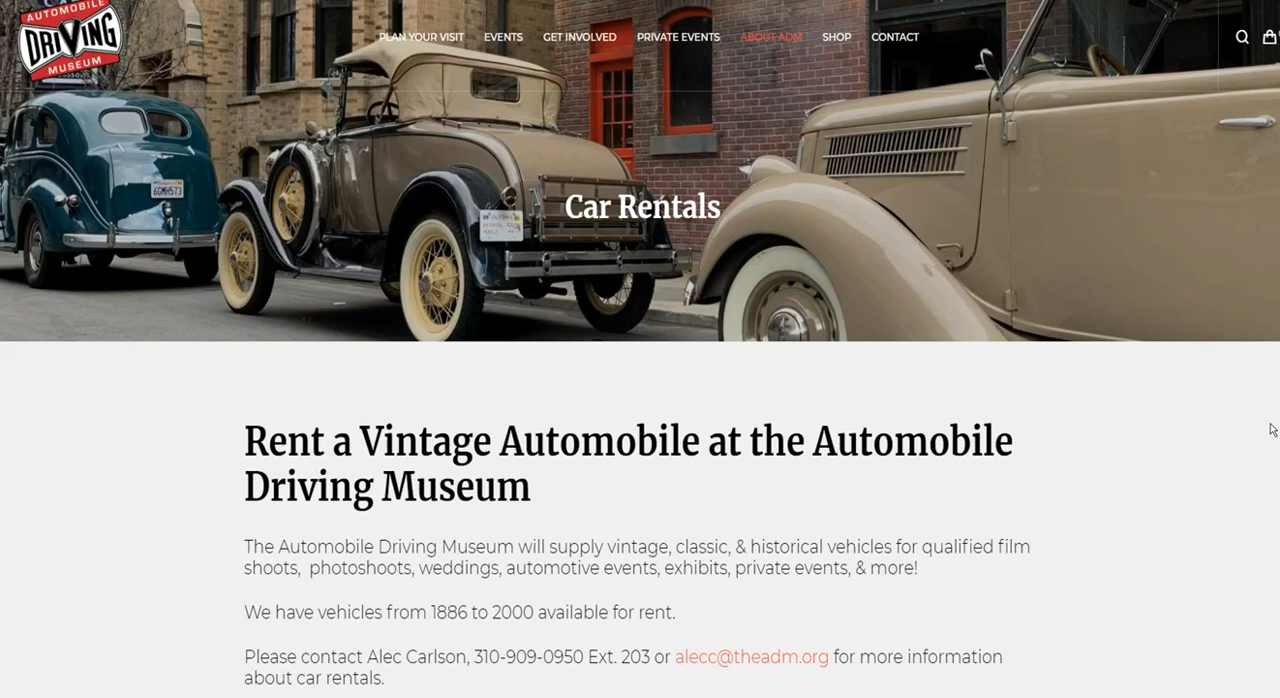 AUTOMOBILE
DRIVING
MUSEUM
PLAN YOUR VISIT EVENTS GET INVOLVED PRIVATE EVENTS ABOUT ADM SHOP CONTACT
6GMH573
Car Rentals
Rent a Vintage Automobile at the Automobile
Driving Museum
The Automobile Driving Museum will supply vintage, classic, & historical vehicles for qualified film
shoots, photoshoots, weddings, automotive events, exhibits, private events, & more!
We have vehicles from 1886 to 2000 available for rent.
Please contact Alec Carlson, 310-909-0950 Ext. 203 or alecc@theadm.org for more information
about car rentals.